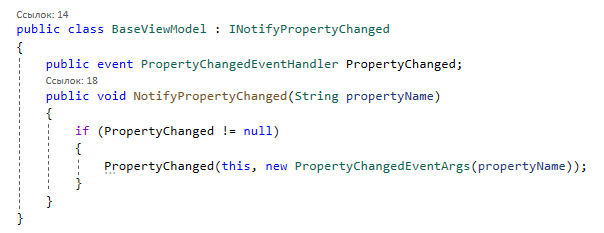 Ссылок: 14
public class BaseViewModel : INotifyPropertyChanged
{
    public event PropertyChangedEventHandler PropertyChanged;
    Ссылок: 18
    public void NotifyPropertyChanged(String propertyName)
    {
        if (PropertyChanged != null)
        {
            PropertyChanged(this, new PropertyChangedEventArgs(propertyName));
        }
    }
}